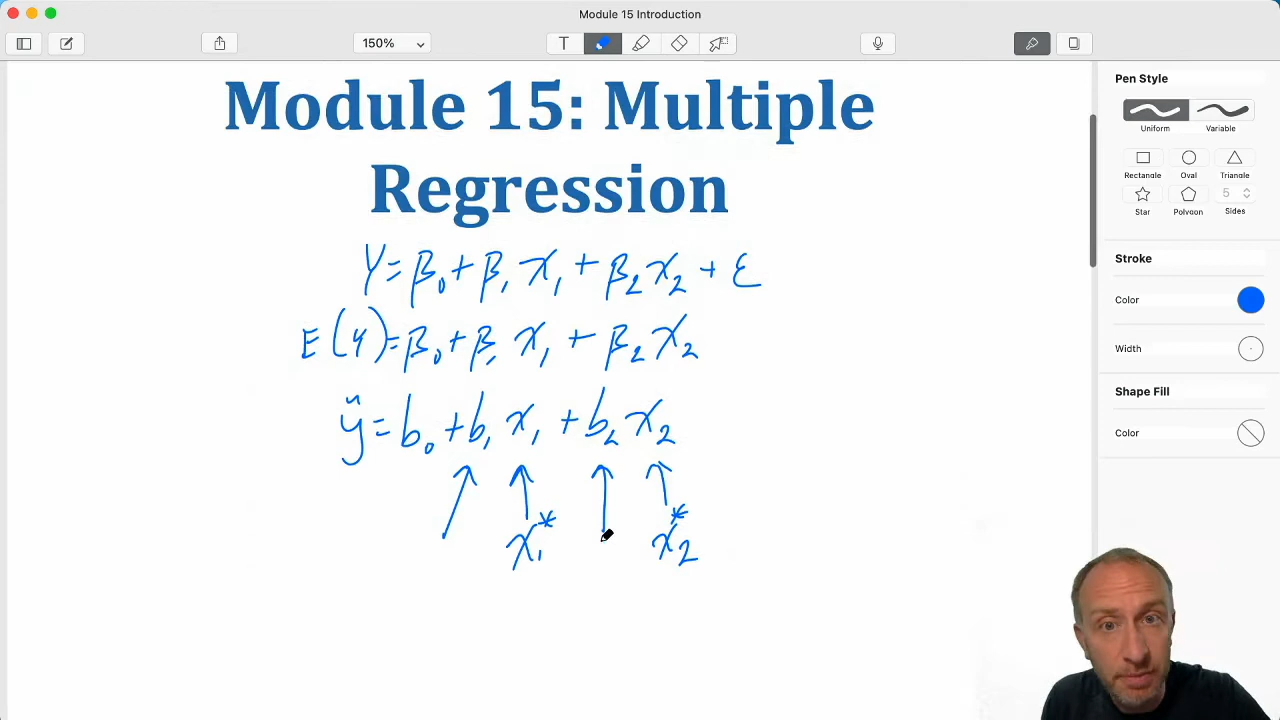 Module 15 Introduction
150%
T
Module 15: Multiple
Regression
Y=β₀+β₁x₁+β₂x₂+ε
E(Y)=β₀+β₁x₁+β₂x₂
ŷ=b₀+b₁x₁+b₂x₂
x₁* x₂*
Pen Style
Uniform Variable
Rectangle Oval Triangle
5
Star Polygon Sides
Stroke
Color
Width
Shape Fill
Color